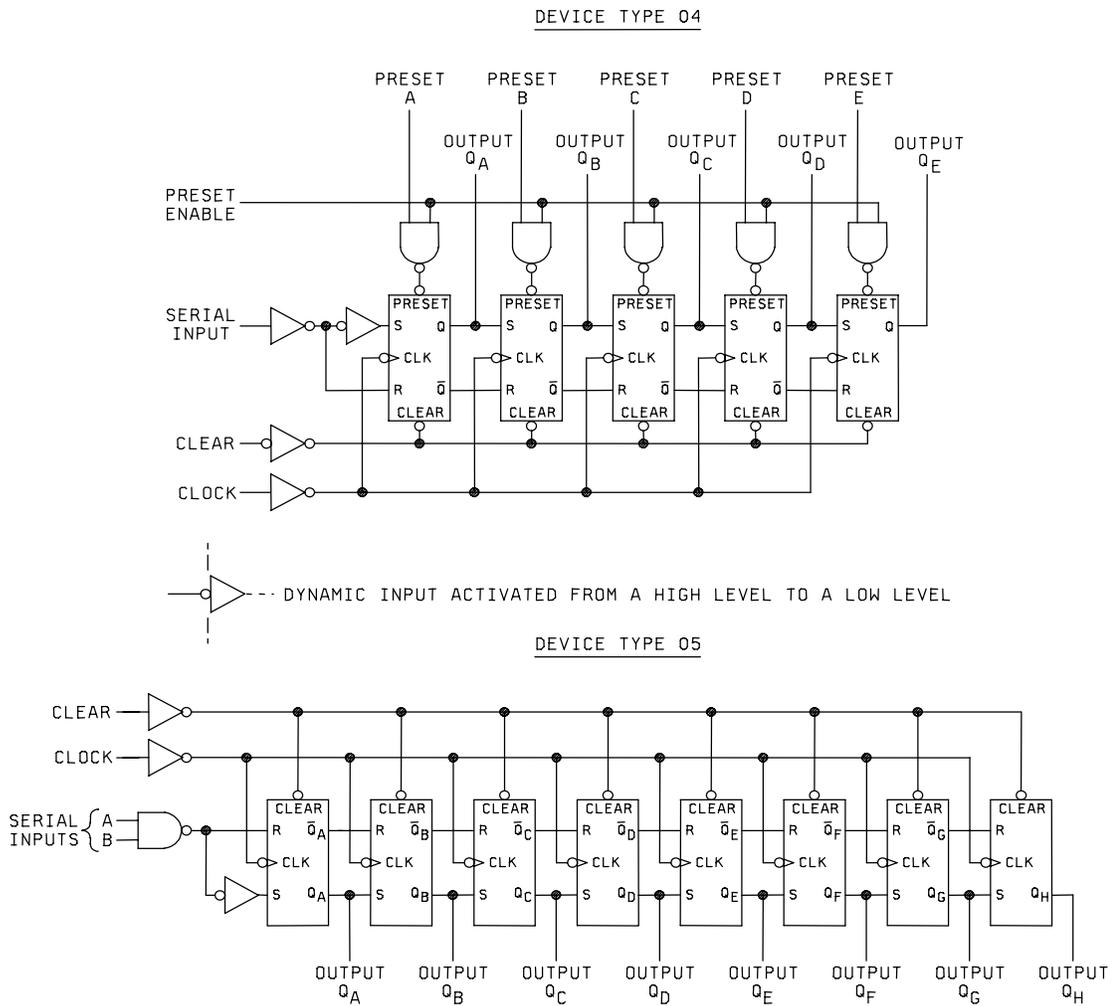 DEVICE TYPE 04
PRESET PRESET PRESET PRESET PRESET
A B C D E
OUTPUT OUTPUT OUTPUT OUTPUT OUTPUT
QA QB QC QD QE
PRESET
ENABLE
PRESET PRESET PRESET PRESET PRESET
SERIAL
INPUT
S Q S Q S Q S Q S Q
CLK CLK CLK CLK CLK
R Q̅ R Q̅ R Q̅ R Q̅ R
CLEAR CLEAR CLEAR CLEAR CLEAR
CLEAR
CLOCK
DYNAMIC INPUT ACTIVATED FROM A HIGH LEVEL TO A LOW LEVEL
DEVICE TYPE 05
CLEAR
CLOCK
CLEAR CLEAR CLEAR CLEAR CLEAR CLEAR CLEAR CLEAR
SERIAL
INPUTS
A
B
R Q̅A R Q̅B R Q̅C R Q̅D R Q̅E R Q̅F R Q̅G R
CLK CLK CLK CLK CLK CLK CLK CLK
S QA S QB S QC S QD S QE S QF S QG S QH
OUTPUT OUTPUT OUTPUT OUTPUT OUTPUT OUTPUT OUTPUT OUTPUT
QA QB QC QD QE QF QG QH